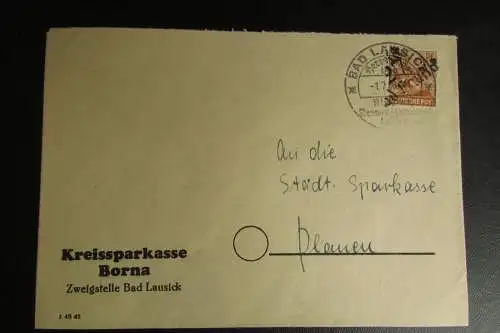 BAD LAUSICK
An die
Städt. Sparkasse
Plauen
Kreissparkasse
Borna
Zweigstelle Bad Lausick